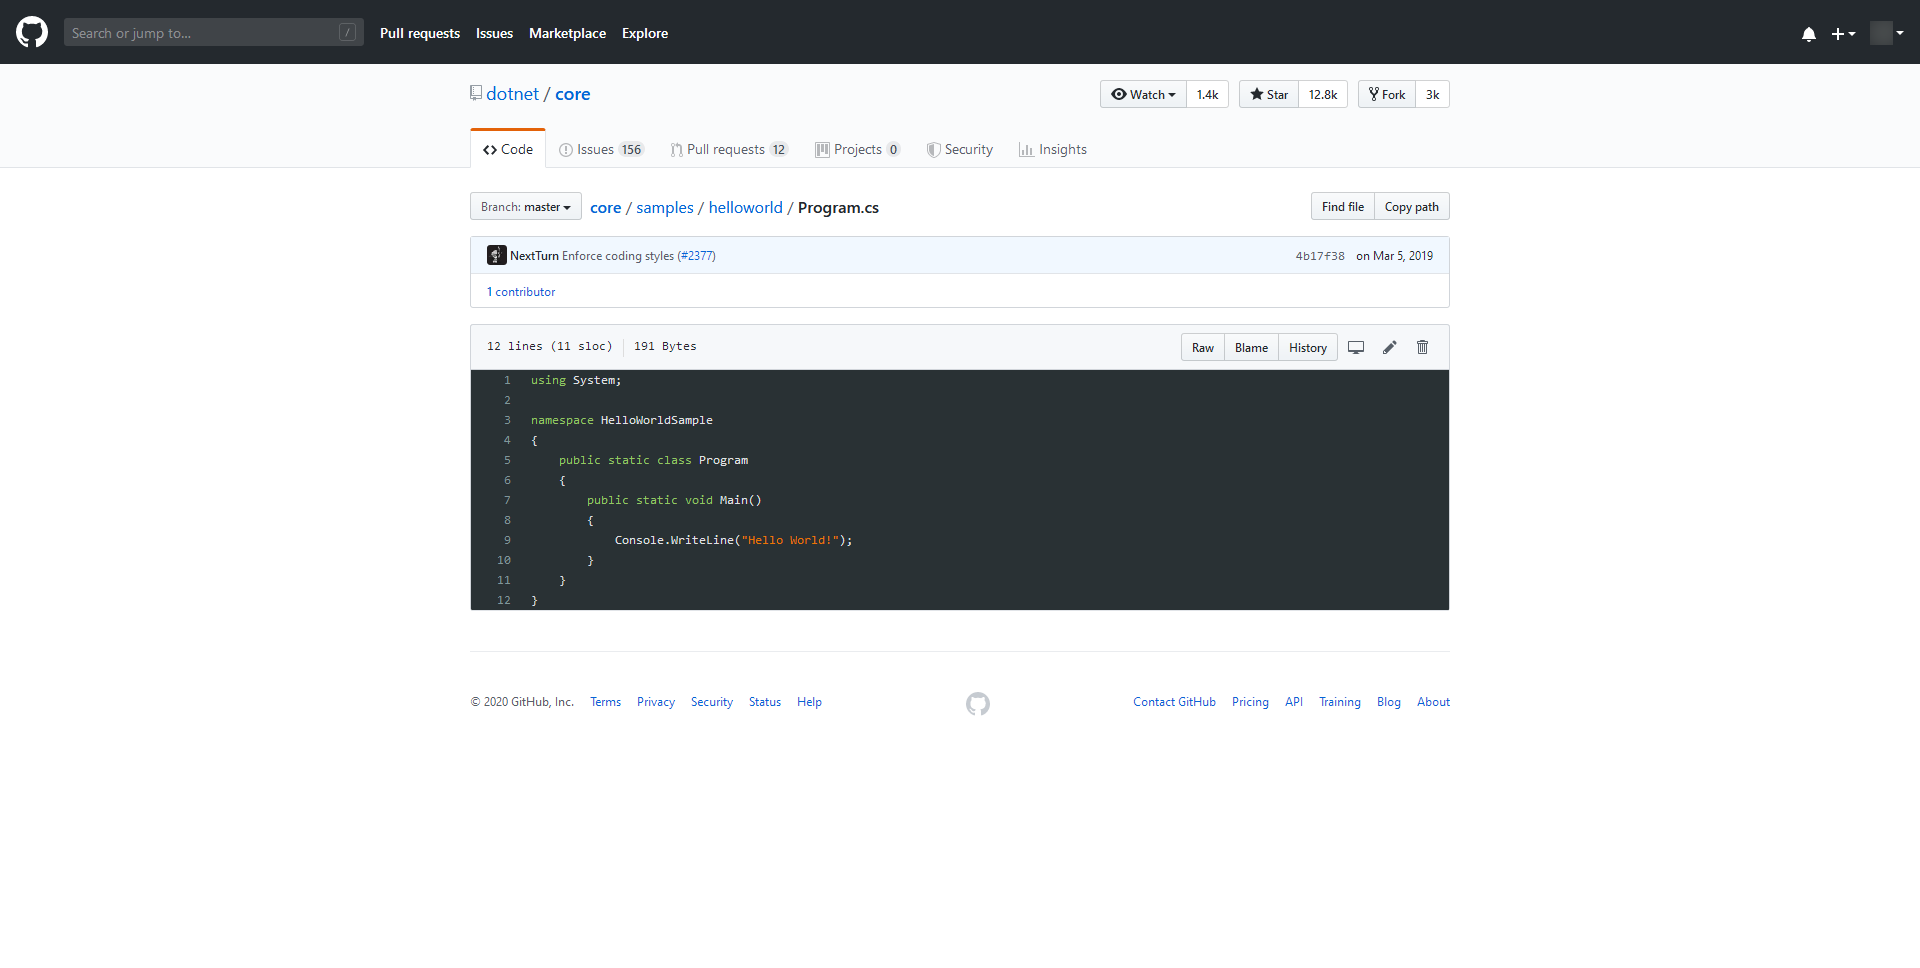 Search or jump to... /
Pull requests Issues Marketplace Explore
dotnet / core
Watch 1.4k Star 12.8k Fork 3k
Code Issues 156 Pull requests 12 Projects 0 Security Insights
Branch: master core / samples / helloworld / Program.cs Find file Copy path
NextTurn Enforce coding styles (#2377) 4b17f38 on Mar 5, 2019
1 contributor
12 lines (11 sloc) 191 Bytes Raw Blame History
1 using System;
2
3 namespace HelloWorldSample
4 {
5     public static class Program
6     {
7         public static void Main()
8         {
9             Console.WriteLine("Hello World!");
10         }
11     }
12 }
© 2020 GitHub, Inc. Terms Privacy Security Status Help Contact GitHub Pricing API Training Blog About